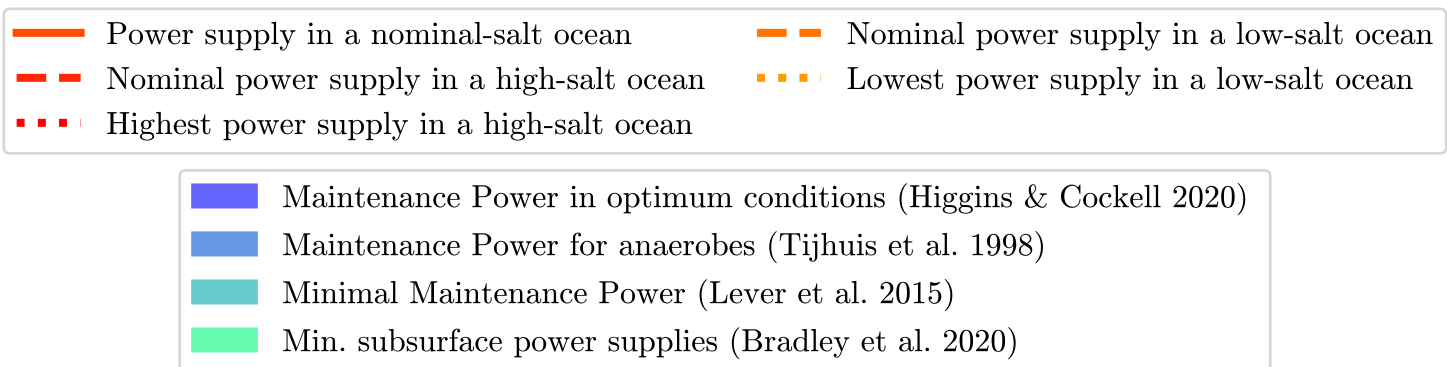 Power supply in a nominal-salt ocean
Nominal power supply in a high-salt ocean
Highest power supply in a high-salt ocean
Nominal power supply in a low-salt ocean
Lowest power supply in a low-salt ocean
Maintenance Power in optimum conditions (Higgins & Cockell 2020)
Maintenance Power for anaerobes (Tijhuis et al. 1998)
Minimal Maintenance Power (Lever et al. 2015)
Min. subsurface power supplies (Bradley et al. 2020)